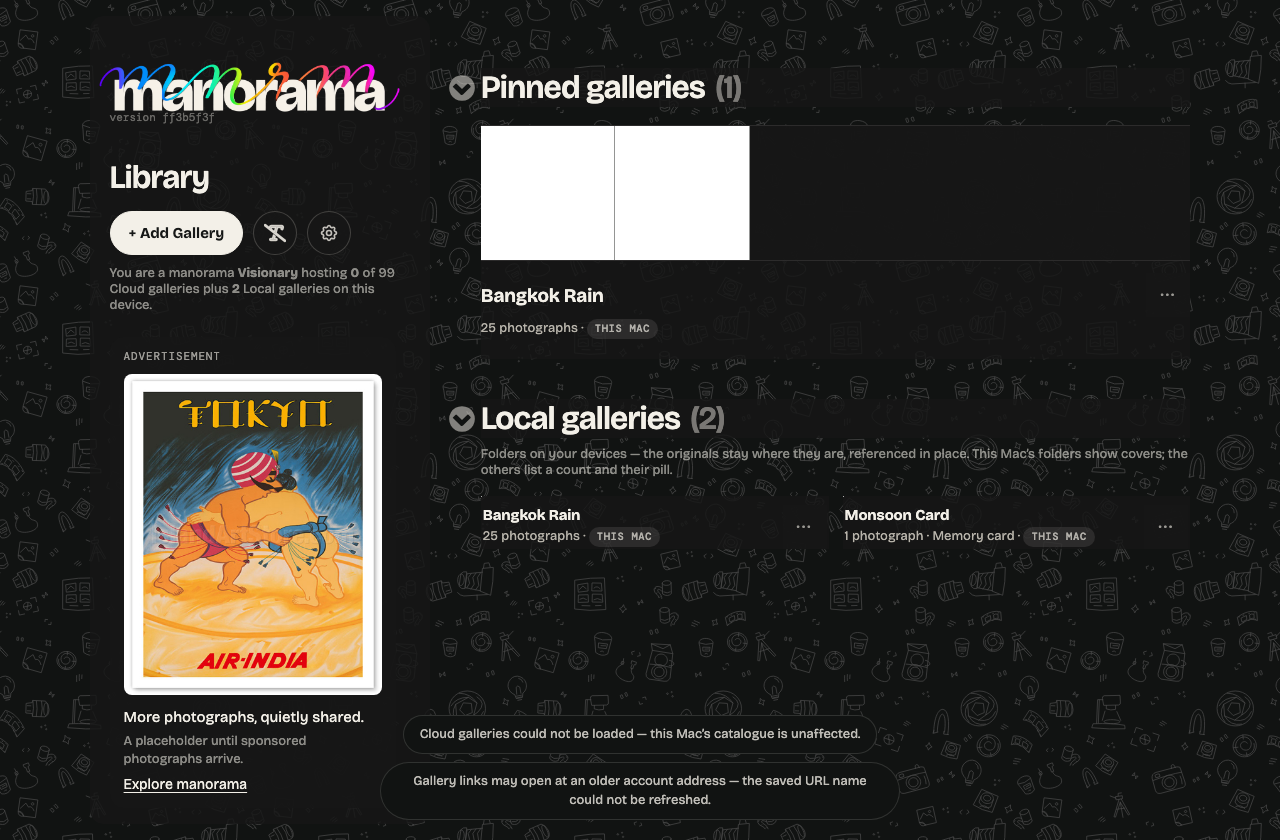 manorama
version ff3b5f3f
Library
+ Add Gallery
You are a manorama Visionary hosting 0 of 99
Cloud galleries plus 2 Local galleries on this
device.
ADVERTISEMENT
TOKYO
AIR-INDIA
More photographs, quietly shared.
A placeholder until sponsored
photographs arrive.
Explore manorama
Pinned galleries (1)
Bangkok Rain
25 photographs · THIS MAC
Local galleries (2)
Folders on your devices — the originals stay where they are, referenced in place. This Mac's folders show covers; the
others list a count and their pill.
Bangkok Rain
25 photographs · THIS MAC
Monsoon Card
1 photograph · Memory card · THIS MAC
Cloud galleries could not be loaded — this Mac's catalogue is unaffected.
Gallery links may open at an older account address — the saved URL name
could not be refreshed.